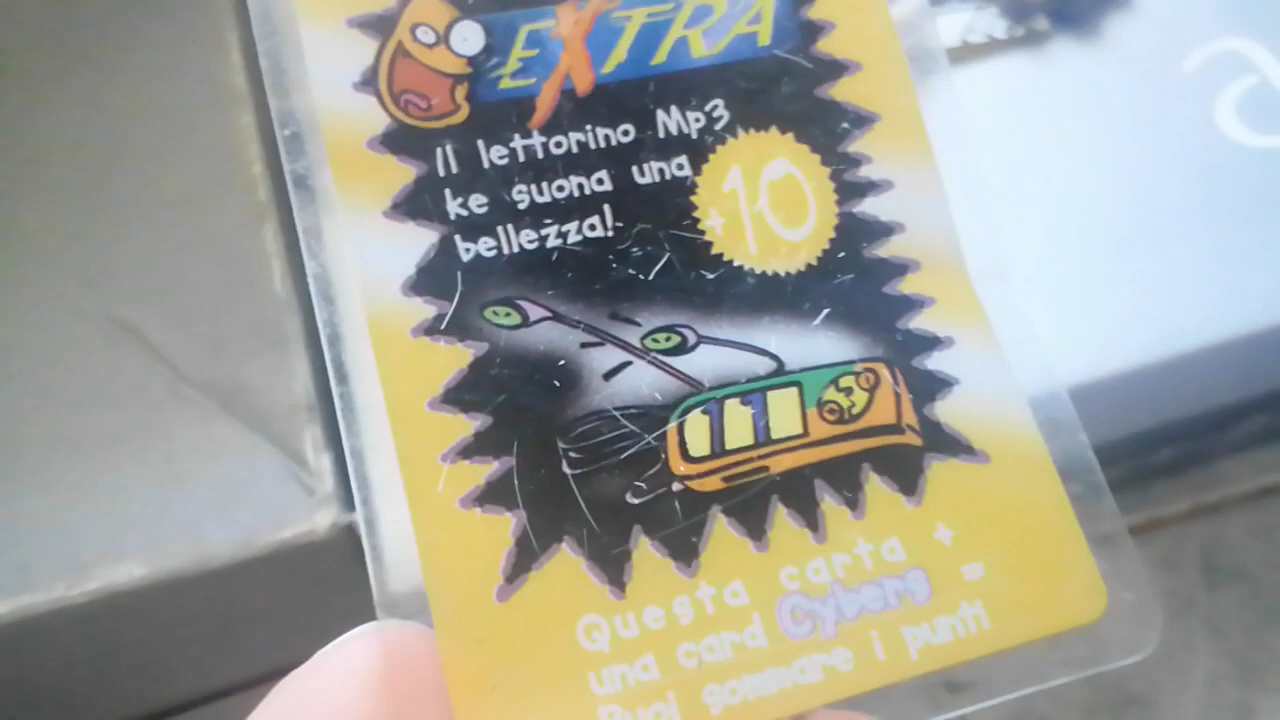 EXTRA
Il lettorino Mp3
ke suona una
bellezza!
+10
Questa carta +
una card Cybers =
Puoi sommare i punti